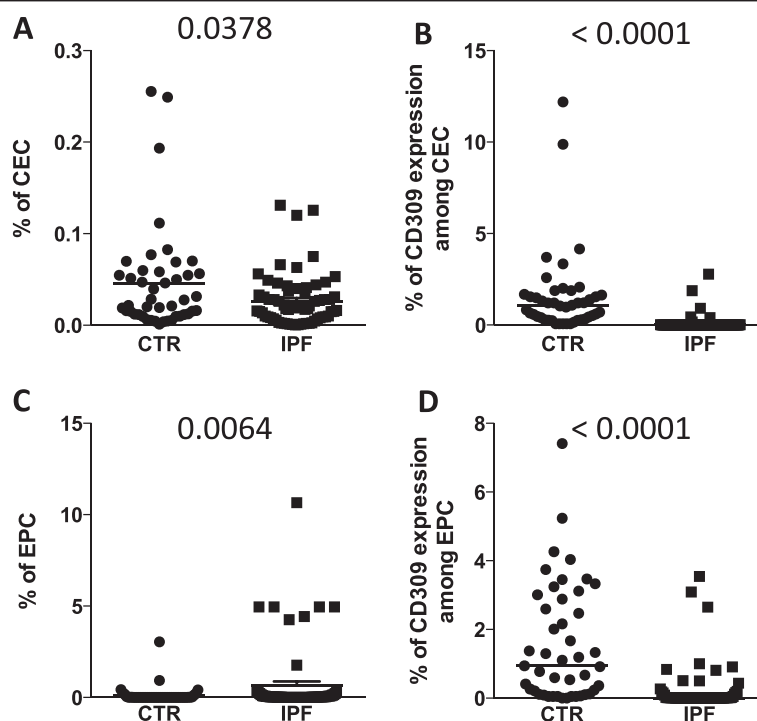 A
0.0378
% of CEC
0.3
0.2
0.1
0.0
CTR
IPF
B
< 0.0001
% of CD309 expression
among CEC
15
10
5
0
CTR
IPF
C
0.0064
% of EPC
15
10
5
0
CTR
IPF
D
< 0.0001
% of CD309 expression
among EPC
8
6
4
2
0
CTR
IPF